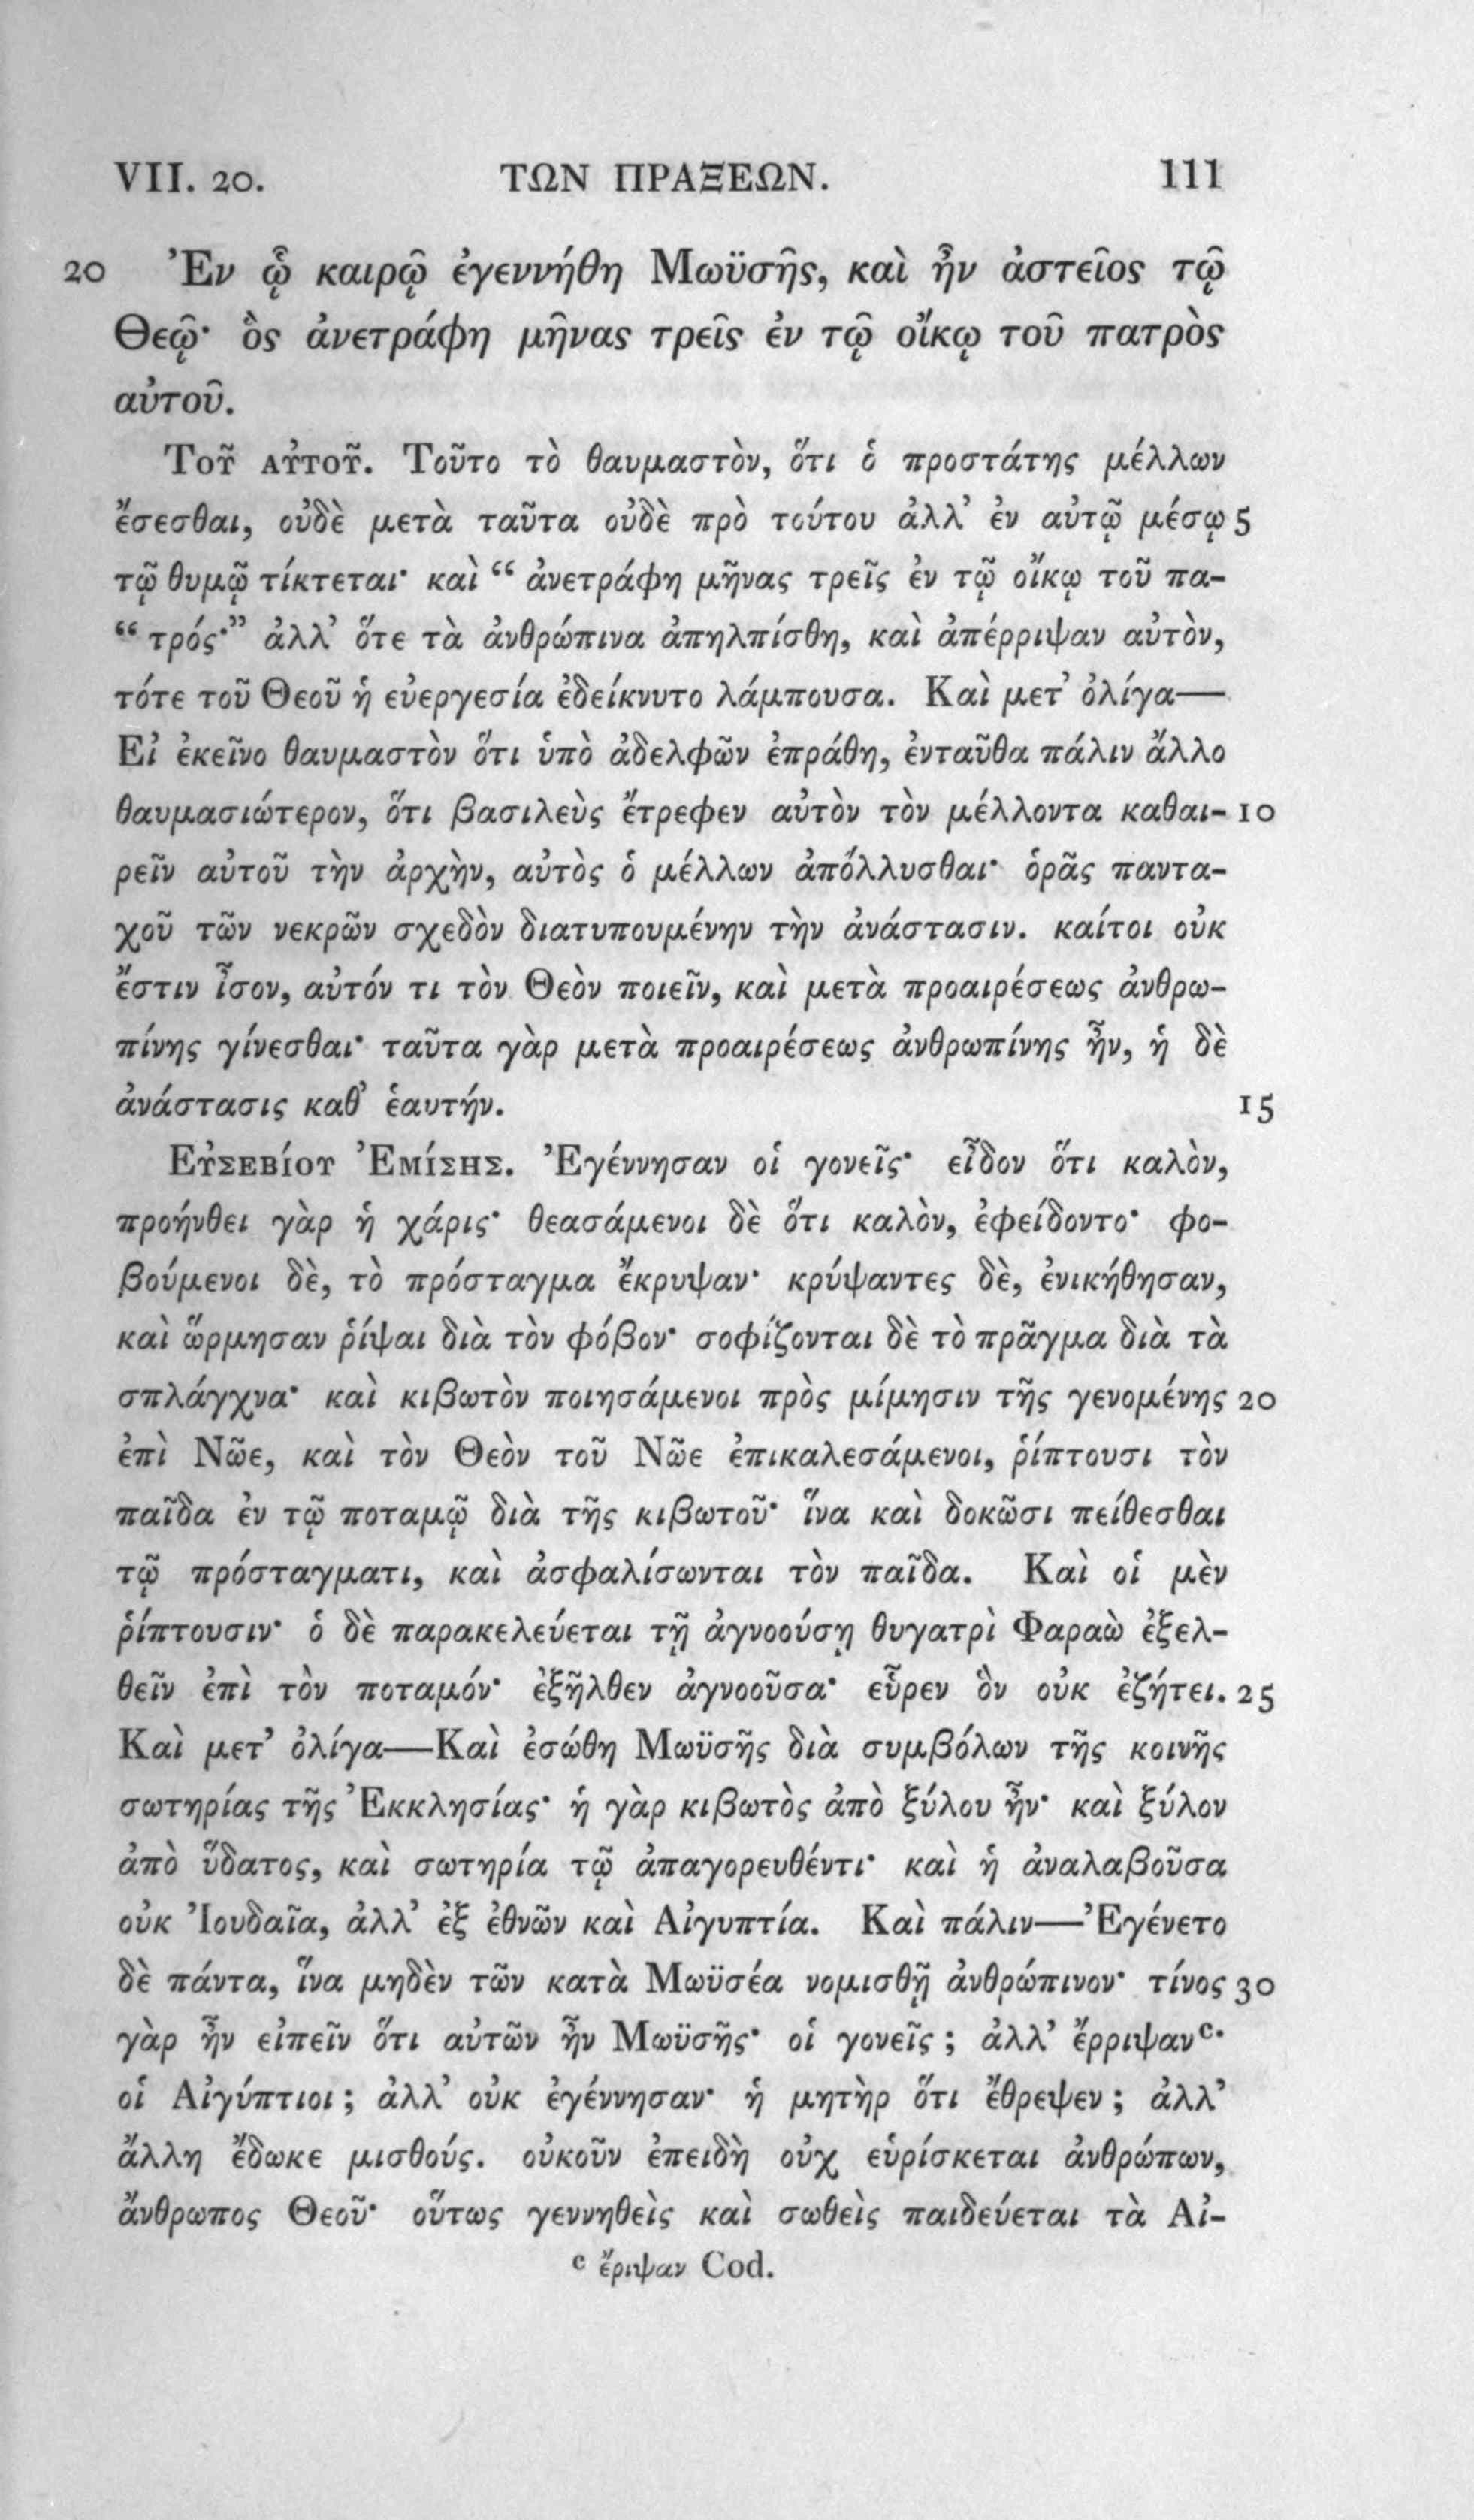 VII. 20. ΤΩΝ ΠΡΑΞΕΩΝ. 111
20 Ἐν ᾧ καιρῷ ἐγεννήθη Μωϋσῆς, καὶ ἦν ἀστεῖος τῷ
Θεῷ· ὃς ἀνετράφη μῆνας τρεῖς ἐν τῷ οἴκῳ τοῦ πατρὸς
αὐτοῦ.
Τοῦ αὐτοῦ. Τοῦτο τὸ θαυμαστὸν, ὅτι ὁ προστάτης μέλλων
ἔσεσθαι, οὐδὲ μετὰ ταῦτα οὐδὲ πρὸ τούτου ἀλλ’ ἐν αὐτῷ μέσῳ 5
τῷ θυμῷ τίκτεται· καὶ “ ἀνετράφη μῆνας τρεῖς ἐν τῷ οἴκῳ τοῦ πα-
“ τρός·” ἀλλ’ ὅτε τὰ ἀνθρώπινα ἀπηλπίσθη, καὶ ἀπέρριψαν αὐτὸν,
τότε τοῦ Θεοῦ ἡ εὐεργεσία ἐδείκνυτο λάμπουσα. Καὶ μετ’ ὀλίγα—
Εἰ ἐκεῖνο θαυμαστὸν ὅτι ὑπὸ ἀδελφῶν ἐπράθη, ἐνταῦθα πάλιν ἄλλο
θαυμασιώτερον, ὅτι βασιλεὺς ἔτρεφεν αὐτὸν τὸν μέλλοντα καθαι- 10
ρεῖν αὐτοῦ τὴν ἀρχὴν, αὐτὸς ὁ μέλλων ἀπόλλυσθαι· ὁρᾶς παντα-
χοῦ τῶν νεκρῶν σχεδὸν διατυπουμένην τὴν ἀνάστασιν. καίτοι οὐκ
ἔστιν ἶσον, αὐτόν τι τὸν Θεὸν ποιεῖν, καὶ μετὰ προαιρέσεως ἀνθρω-
πίνης γίνεσθαι· ταῦτα γὰρ μετὰ προαιρέσεως ἀνθρωπίνης ἦν, ἡ δὲ
ἀνάστασις καθ’ ἑαυτήν. 15
Εὐσεβίου Ἐμίσης. Ἐγέννησαν οἱ γονεῖς· εἶδον ὅτι καλὸν,
προήνθει γὰρ ἡ χάρις· θεασάμενοι δὲ ὅτι καλὸν, ἐφείδοντο· φο-
βούμενοι δὲ, τὸ πρόσταγμα ἔκρυψαν· κρύψαντες δὲ, ἐνικήθησαν,
καὶ ὥρμησαν ῥίψαι διὰ τὸν φόβον· σοφίζονται δὲ τὸ πρᾶγμα διὰ τὰ
σπλάγχνα· καὶ κιβωτὸν ποιησάμενοι πρὸς μίμησιν τῆς γενομένης 20
ἐπὶ Νῶε, καὶ τὸν Θεὸν τοῦ Νῶε ἐπικαλεσάμενοι, ῥίπτουσι τὸν
παῖδα ἐν τῷ ποταμῷ διὰ τῆς κιβωτοῦ· ἵνα καὶ δοκῶσι πείθεσθαι
τῷ πρόσταγματι, καὶ ἀσφαλίσωνται τὸν παῖδα. Καὶ οἱ μὲν
ῥίπτουσιν· ὁ δὲ παρακελεύεται τῇ ἀγνοούσῃ θυγατρὶ Φαραὼ ἐξελ-
θεῖν ἐπὶ τὸν ποταμόν· ἐξῆλθεν ἀγνοοῦσα· εὗρεν ὃν οὐκ ἐζήτει. 25
Καὶ μετ’ ὀλίγα—Καὶ ἐσώθη Μωϋσῆς διὰ συμβόλων τῆς κοινῆς
σωτηρίας τῆς Ἐκκλησίας· ἡ γὰρ κιβωτὸς ἀπὸ ξύλου ἦν· καὶ ξύλον
ἀπὸ ὕδατος, καὶ σωτηρία τῷ ἀπαγορευθέντι· καὶ ἡ ἀναλαβοῦσα
οὐκ Ἰουδαῖα, ἀλλ’ ἐξ ἐθνῶν καὶ Αἰγυπτία. Καὶ πάλιν—Ἐγένετο
δὲ πάντα, ἵνα μηδὲν τῶν κατὰ Μωϋσέα νομισθῇ ἀνθρώπινον· τίνος 30
γὰρ ἦν εἰπεῖν ὅτι αὐτῶν ἦν Μωϋσῆς· οἱ γονεῖς ; ἀλλ’ ἔρριψαν c·
οἱ Αἰγύπτιοι ; ἀλλ’ οὐκ ἐγέννησαν· ἡ μητὴρ ὅτι ἔθρεψεν ; ἀλλ’
ἄλλη ἔδωκε μισθούς. οὐκοῦν ἐπειδὴ οὐχ εὑρίσκεται ἀνθρώπων,
ἄνθρωπος Θεοῦ· οὕτως γεννηθεὶς καὶ σωθεὶς παιδεύεται τὰ Αἰ-
c ἔριψαν Cod.